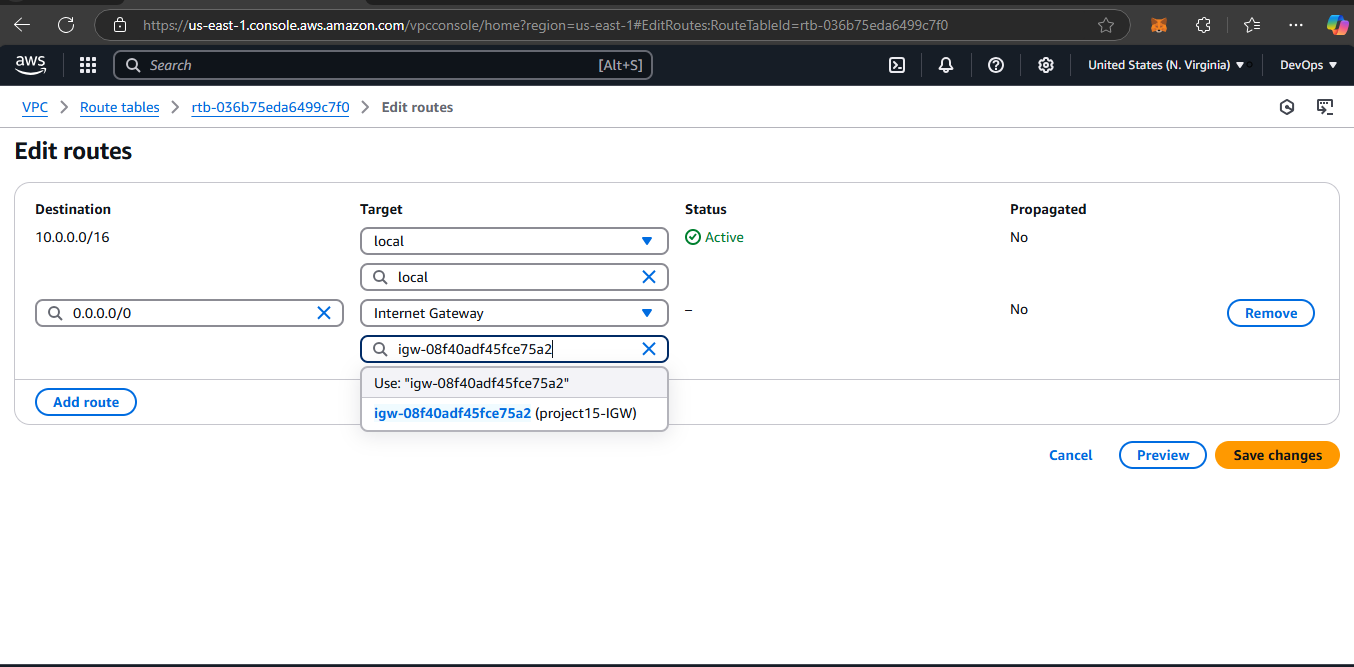 https://us-east-1.console.aws.amazon.com/vpcconsole/home?region=us-east-1#EditRoutes:RouteTableId=rtb-036b75eda6499c7f0
aws Search [Alt+S] United States (N. Virginia) DevOps
VPC Route tables rtb-036b75eda6499c7f0 Edit routes
Edit routes
Destination Target Status Propagated
10.0.0.0/16 local Active No
local
0.0.0.0/0 Internet Gateway – No Remove
igw-08f40adf45fce75a2
Use: "igw-08f40adf45fce75a2"
Add route
igw-08f40adf45fce75a2 (project15-IGW)
Cancel Preview Save changes